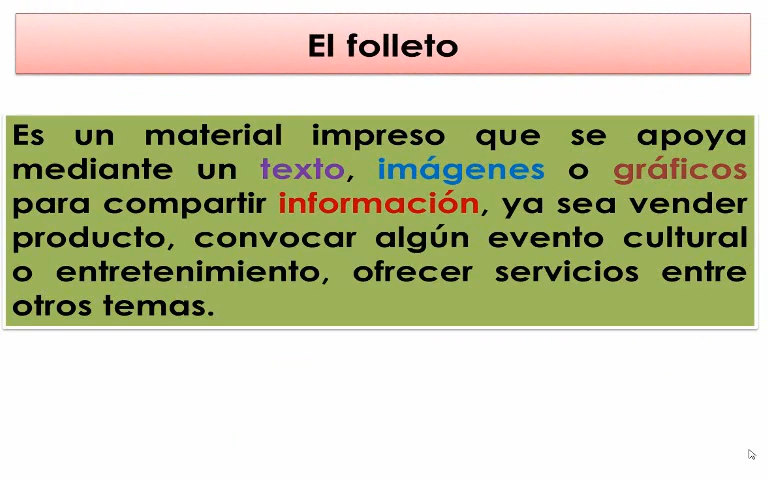 El folleto
Es un material impreso que se apoya
mediante un texto, imágenes o gráficos
para compartir información, ya sea vender
producto, convocar algún evento cultural
o entretenimiento, ofrecer servicios entre
otros temas.